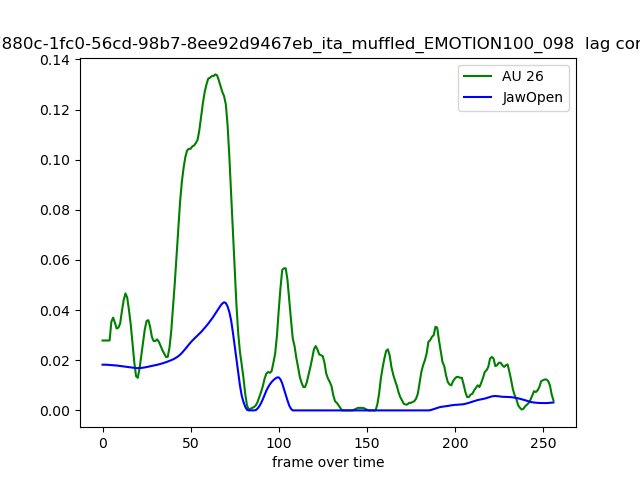 7880c-1fc0-56cd-98b7-8ee92d9467eb_ita_muffled_EMOTION100_098 lag cor
AU 26
JawOpen
0.14
0.12
0.10
0.08
0.06
0.04
0.02
0.00
0 50 100 150 200 250
frame over time